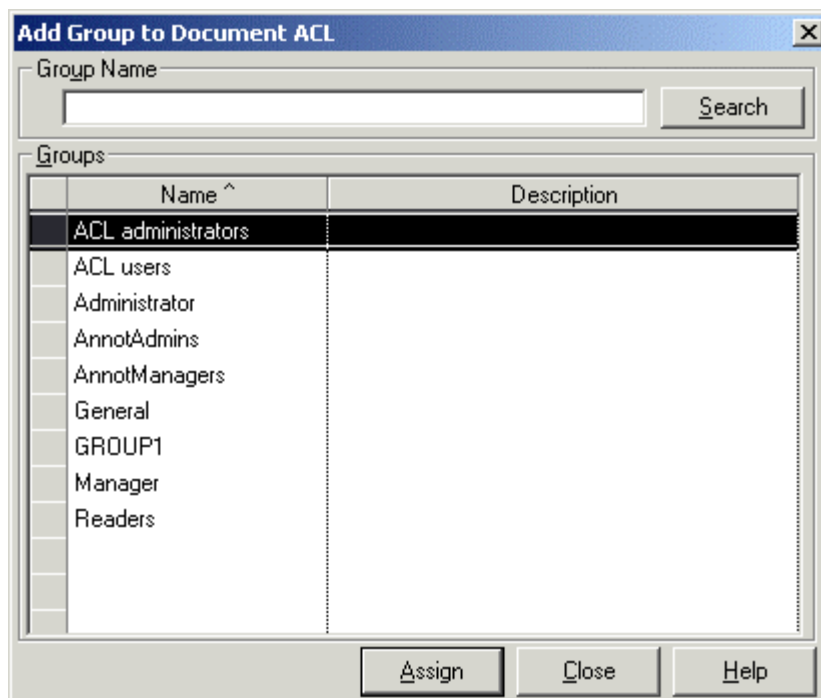 Add Group to Document ACL
Group Name
Search
Groups
Name ^ Description
ACL administrators
ACL users
Administrator
AnnotAdmins
AnnotManagers
General
GROUP1
Manager
Readers
Assign Close Help